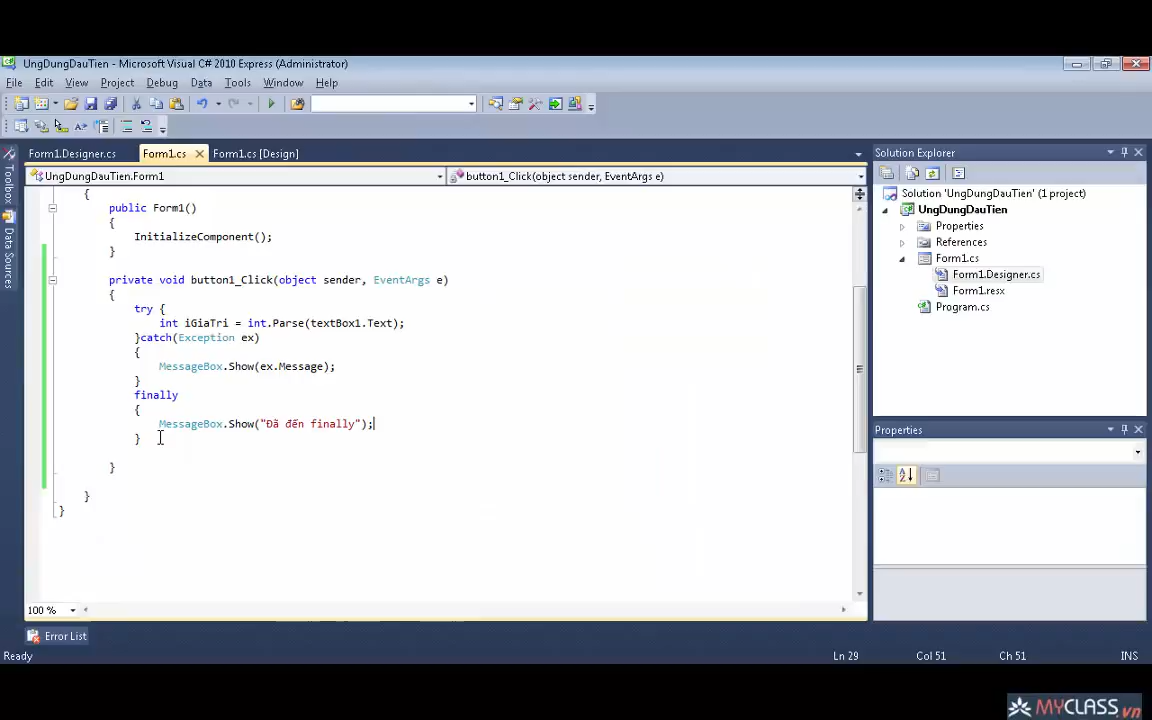 UngDungDauTien - Microsoft Visual C# 2010 Express (Administrator)
File Edit View Project Debug Data Tools Window Help
Form1.Designer.cs Form1.cs Form1.cs [Design]
UngDungDauTien.Form1 button1_Click(object sender, EventArgs e)
Toolbox
Data Sources
{
public Form1()
{
InitializeComponent();
}
private void button1_Click(object sender, EventArgs e)
{
try {
int iGiaTri = int.Parse(textBox1.Text);
}catch(Exception ex)
{
MessageBox.Show(ex.Message);
}
finally
{
MessageBox.Show("Đã đến finally");
}
}
}
}
100 %
Solution Explorer
Solution 'UngDungDauTien' (1 project)
UngDungDauTien
Properties
References
Form1.cs
Form1.Designer.cs
Form1.resx
Program.cs
Properties
Error List
Ready Ln 29 Col 51 Ch 51 INS
MYCLASS.vn